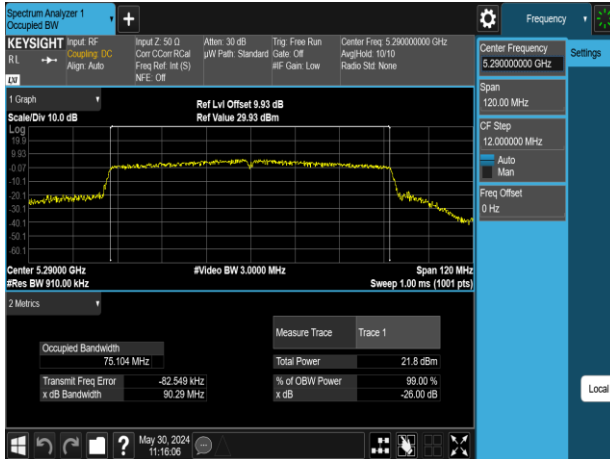 Spectrum Analyzer 1
Occupied BW
Frequency
KEYSIGHT
Input: RF
Coupling: DC
Align: Auto
RL
LXI
Input Z: 50 Ω
Corr CCorr RCal
Freq Ref: Int (S)
NFE: Off
Atten: 30 dB
µW Path: Standard
Trig: Free Run
Gate: Off
#IF Gain: Low
Center Freq: 5.290000000 GHz
Avg|Hold: 10/10
Radio Std: None
Center Frequency
5.290000000 GHz
Settings
Span
120.00 MHz
CF Step
12.000000 MHz
Auto
Man
Freq Offset
0 Hz
Local
1 Graph
Scale/Div 10.0 dB
Ref Lvl Offset 9.93 dB
Ref Value 29.93 dBm
Log
19.9
9.93
-0.07
-10.1
-20.1
-30.1
-40.1
-50.1
-60.1
Center 5.29000 GHz
#Video BW 3.0000 MHz
Span 120 MHz
#Res BW 910.00 kHz
Sweep 1.00 ms (1001 pts)
2 Metrics
Measure Trace
Trace 1
Occupied Bandwidth
75.104 MHz
Total Power
21.8 dBm
Transmit Freq Error
-82.549 kHz
% of OBW Power
99.00 %
x dB Bandwidth
90.29 MHz
x dB
-26.00 dB
May 30, 2024
11:16:06